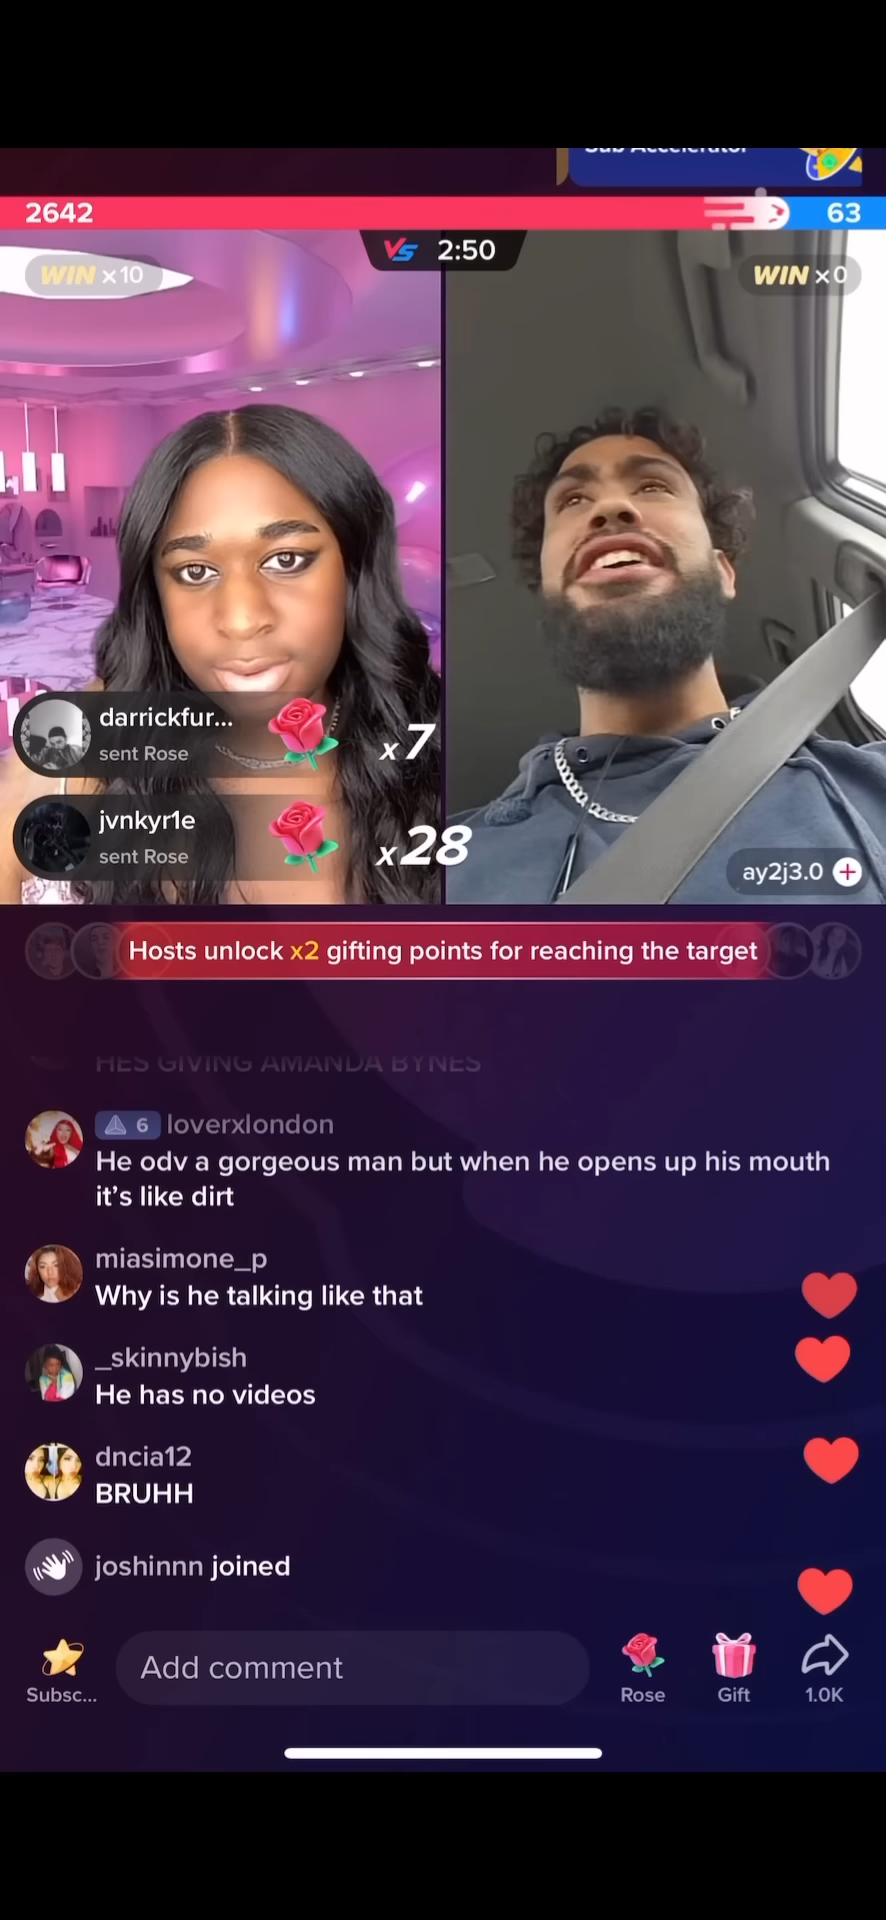 Sub Accelerator
2642
63
VS 2:50
WIN x10
WIN x0
darrickfur...
sent Rose
x7
jvnkyr1e
sent Rose
x28
ay2j3.0
Hosts unlock x2 gifting points for reaching the target
HES GIVING AMANDA BYNES
6 loverxlondon
He odv a gorgeous man but when he opens up his mouth
it’s like dirt
miasimone_p
Why is he talking like that
_skinnybish
He has no videos
dncia12
BRUHH
joshinnn joined
Subsc...
Add comment
Rose
Gift
1.0K